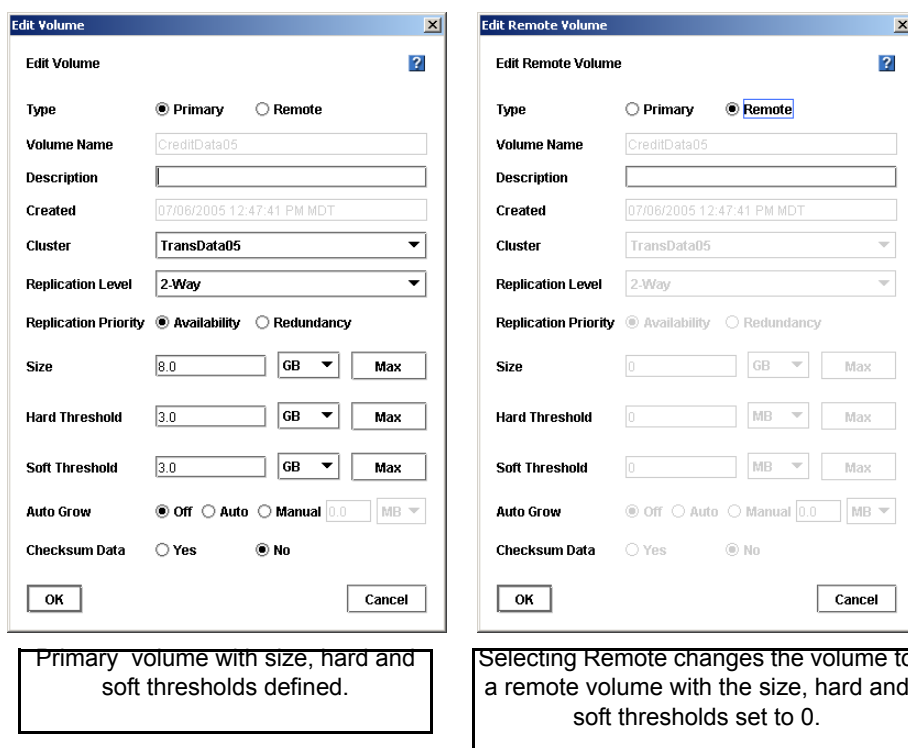 Edit Volume
Edit Volume
Type Primary Remote
Volume Name CreditData05
Description
Created 07/06/2005 12:47:41 PM MDT
Cluster TransData05
Replication Level 2-Way
Replication Priority Availability Redundancy
Size 8.0 GB Max
Hard Threshold 3.0 GB Max
Soft Threshold 3.0 GB Max
Auto Grow Off Auto Manual 0.0 MB
Checksum Data Yes No
OK Cancel
Primary volume with size, hard and
soft thresholds defined.
Edit Remote Volume
Edit Remote Volume
Type Primary Remote
Volume Name CreditData05
Description
Created 07/06/2005 12:47:41 PM MDT
Cluster TransData05
Replication Level 2-Way
Replication Priority Availability Redundancy
Size 0 GB Max
Hard Threshold 0 MB Max
Soft Threshold 0 MB Max
Auto Grow Off Auto Manual 0.0 MB
Checksum Data Yes No
OK Cancel
Selecting Remote changes the volume to
a remote volume with the size, hard and
soft thresholds set to 0.